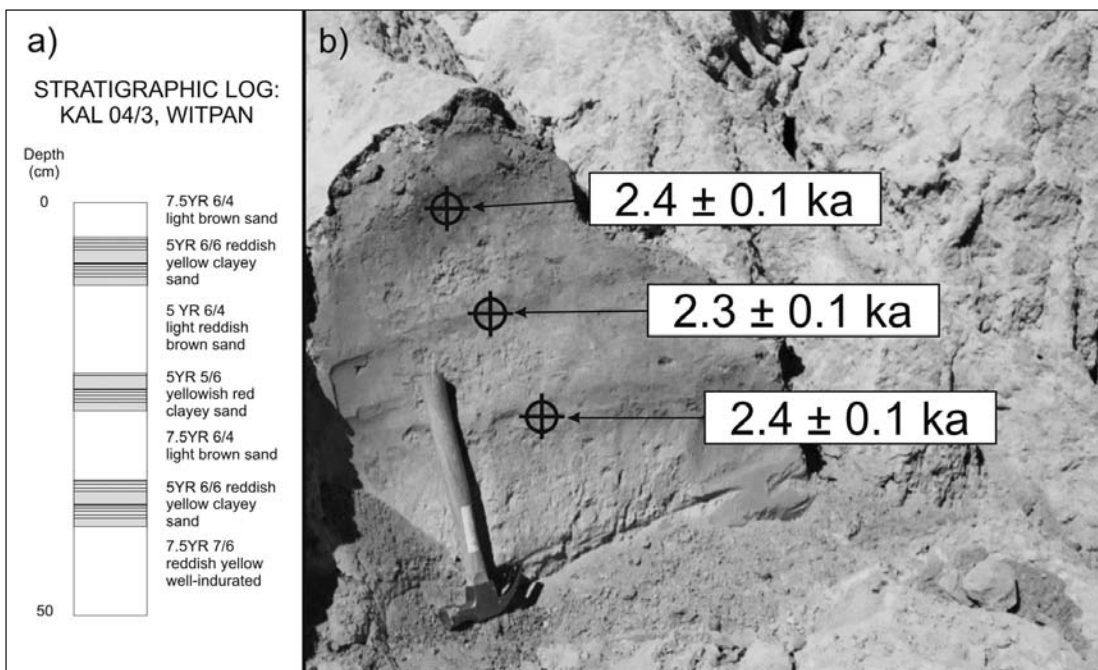 a)
STRATIGRAPHIC LOG:
KAL 04/3, WITPAN
Depth
(cm)
0
7.5YR 6/4
light brown sand
5YR 6/6 reddish
yellow clayey
sand
5 YR 6/4
light reddish
brown sand
5YR 5/6
yellowish red
clayey sand
7.5YR 6/4
light brown sand
5YR 6/6 reddish
yellow clayey
sand
7.5YR 7/6
reddish yellow
well-indurated
50
b)
2.4 ± 0.1 ka
2.3 ± 0.1 ka
2.4 ± 0.1 ka